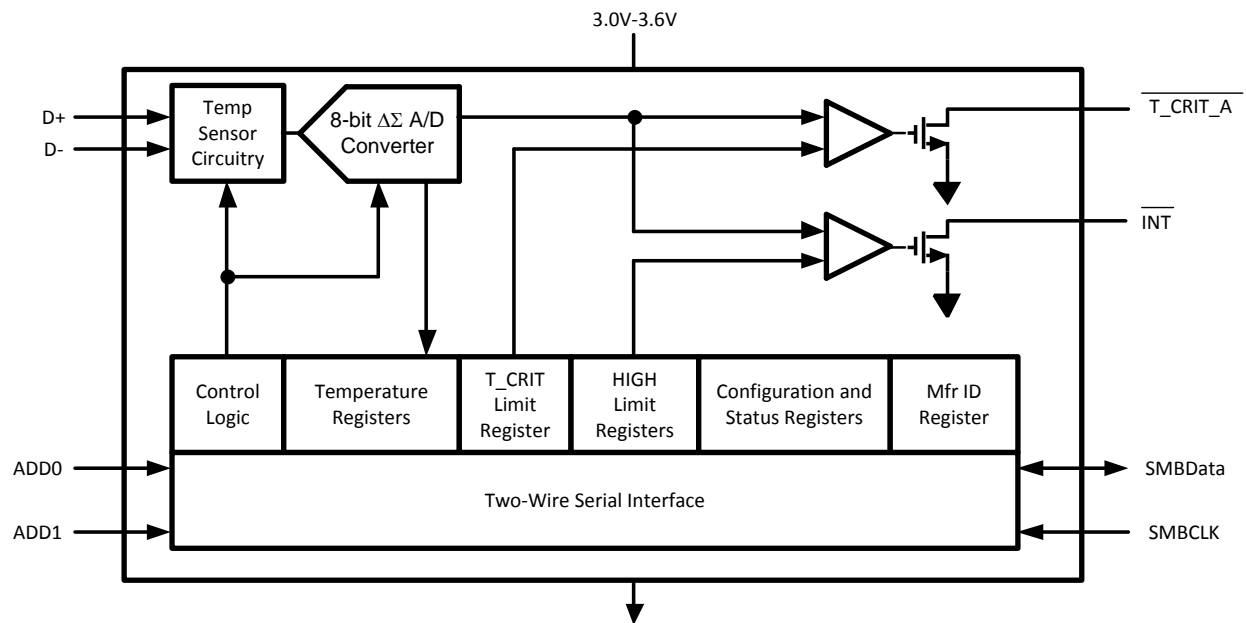 3.0V-3.6V
D+
D-
Temp
Sensor
Circuitry
8-bit ΔΣ A/D
Converter
T_CRIT_A
INT
Control
Logic
Temperature
Registers
T_CRIT
Limit
Register
HIGH
Limit
Registers
Configuration and
Status Registers
Mfr ID
Register
ADD0
ADD1
Two-Wire Serial Interface
SMBData
SMBCLK